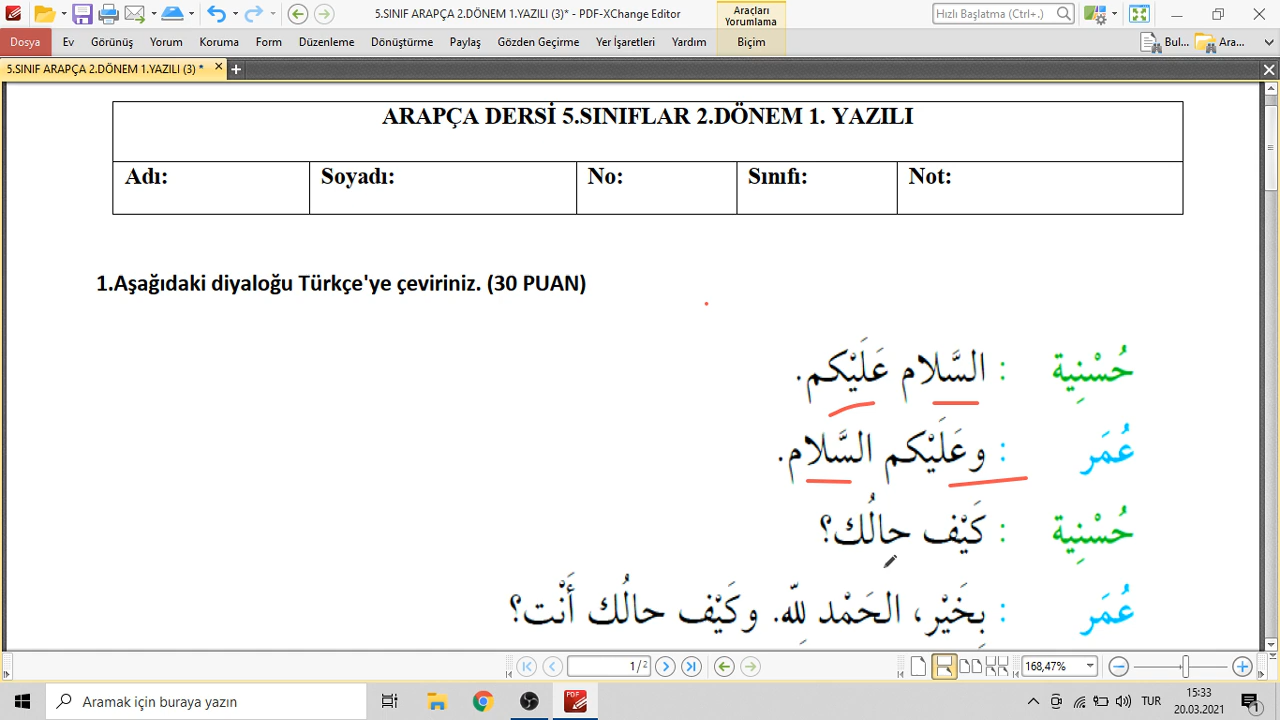 5.SINIF ARAPÇA 2.DÖNEM 1.YAZILI (3)* - PDF-XChange Editor
Araçları Yorumlama
Hızlı Başlatma (Ctrl+.)
Dosya Ev Görünüş Yorum Koruma Form Düzenleme Dönüştürme Paylaş Gözden Geçirme Yer İşaretleri Yardım Biçim Bul... Ara...
5.SINIF ARAPÇA 2.DÖNEM 1.YAZILI (3) *
ARAPÇA DERSİ 5.SINIFLAR 2.DÖNEM 1. YAZILI
Adı: Soyadı: No: Sınıfı: Not:
1.Aşağıdaki diyaloğu Türkçe'ye çeviriniz. (30 PUAN)
حُسْنِية : السَّلام عَلَيْكم.
عُمَر : وعَلَيْكم السَّلام.
حُسْنِية : كَيْف حالُك؟
عُمَر : بِخَيْر، الحَمْد لِلّه. وكَيْف حالُك أَنْت؟
1 / 2
168,47%
Aramak için buraya yazın
PDF
TUR
15:33
20.03.2021
1